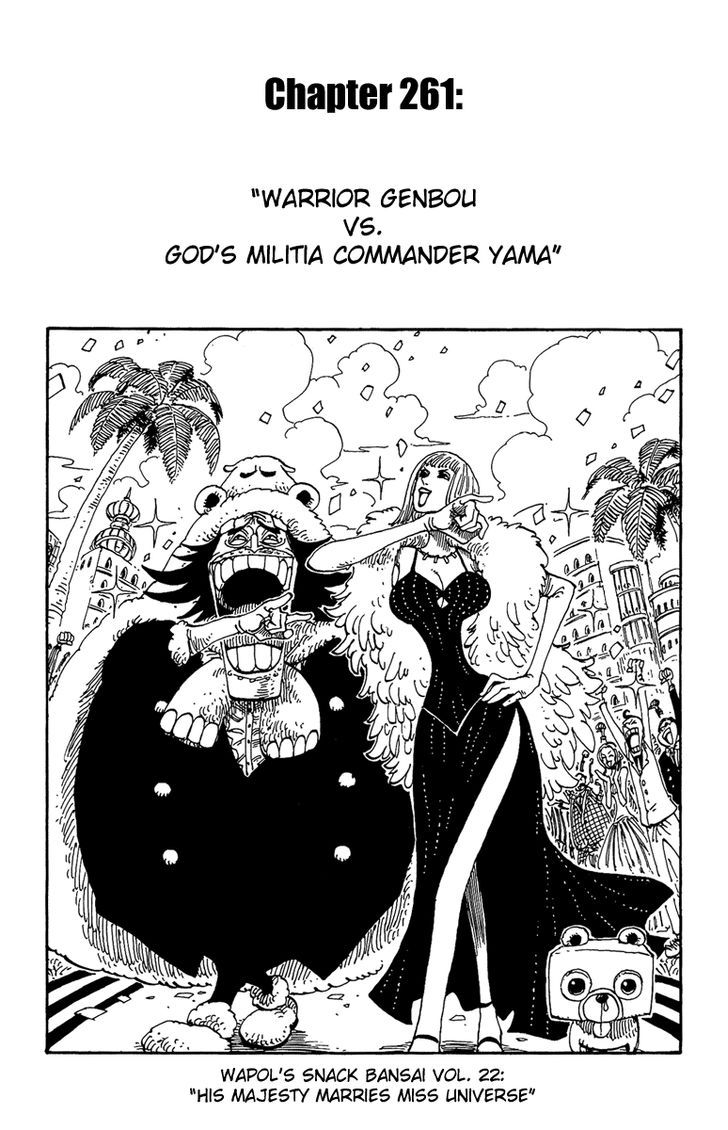 Chapter 261:
"WARRIOR GENBOU
VS.
GOD'S MILITIA COMMANDER YAMA"
WAPOL'S SNACK BANSAI VOL. 22:
"HIS MAJESTY MARRIES MISS UNIVERSE"